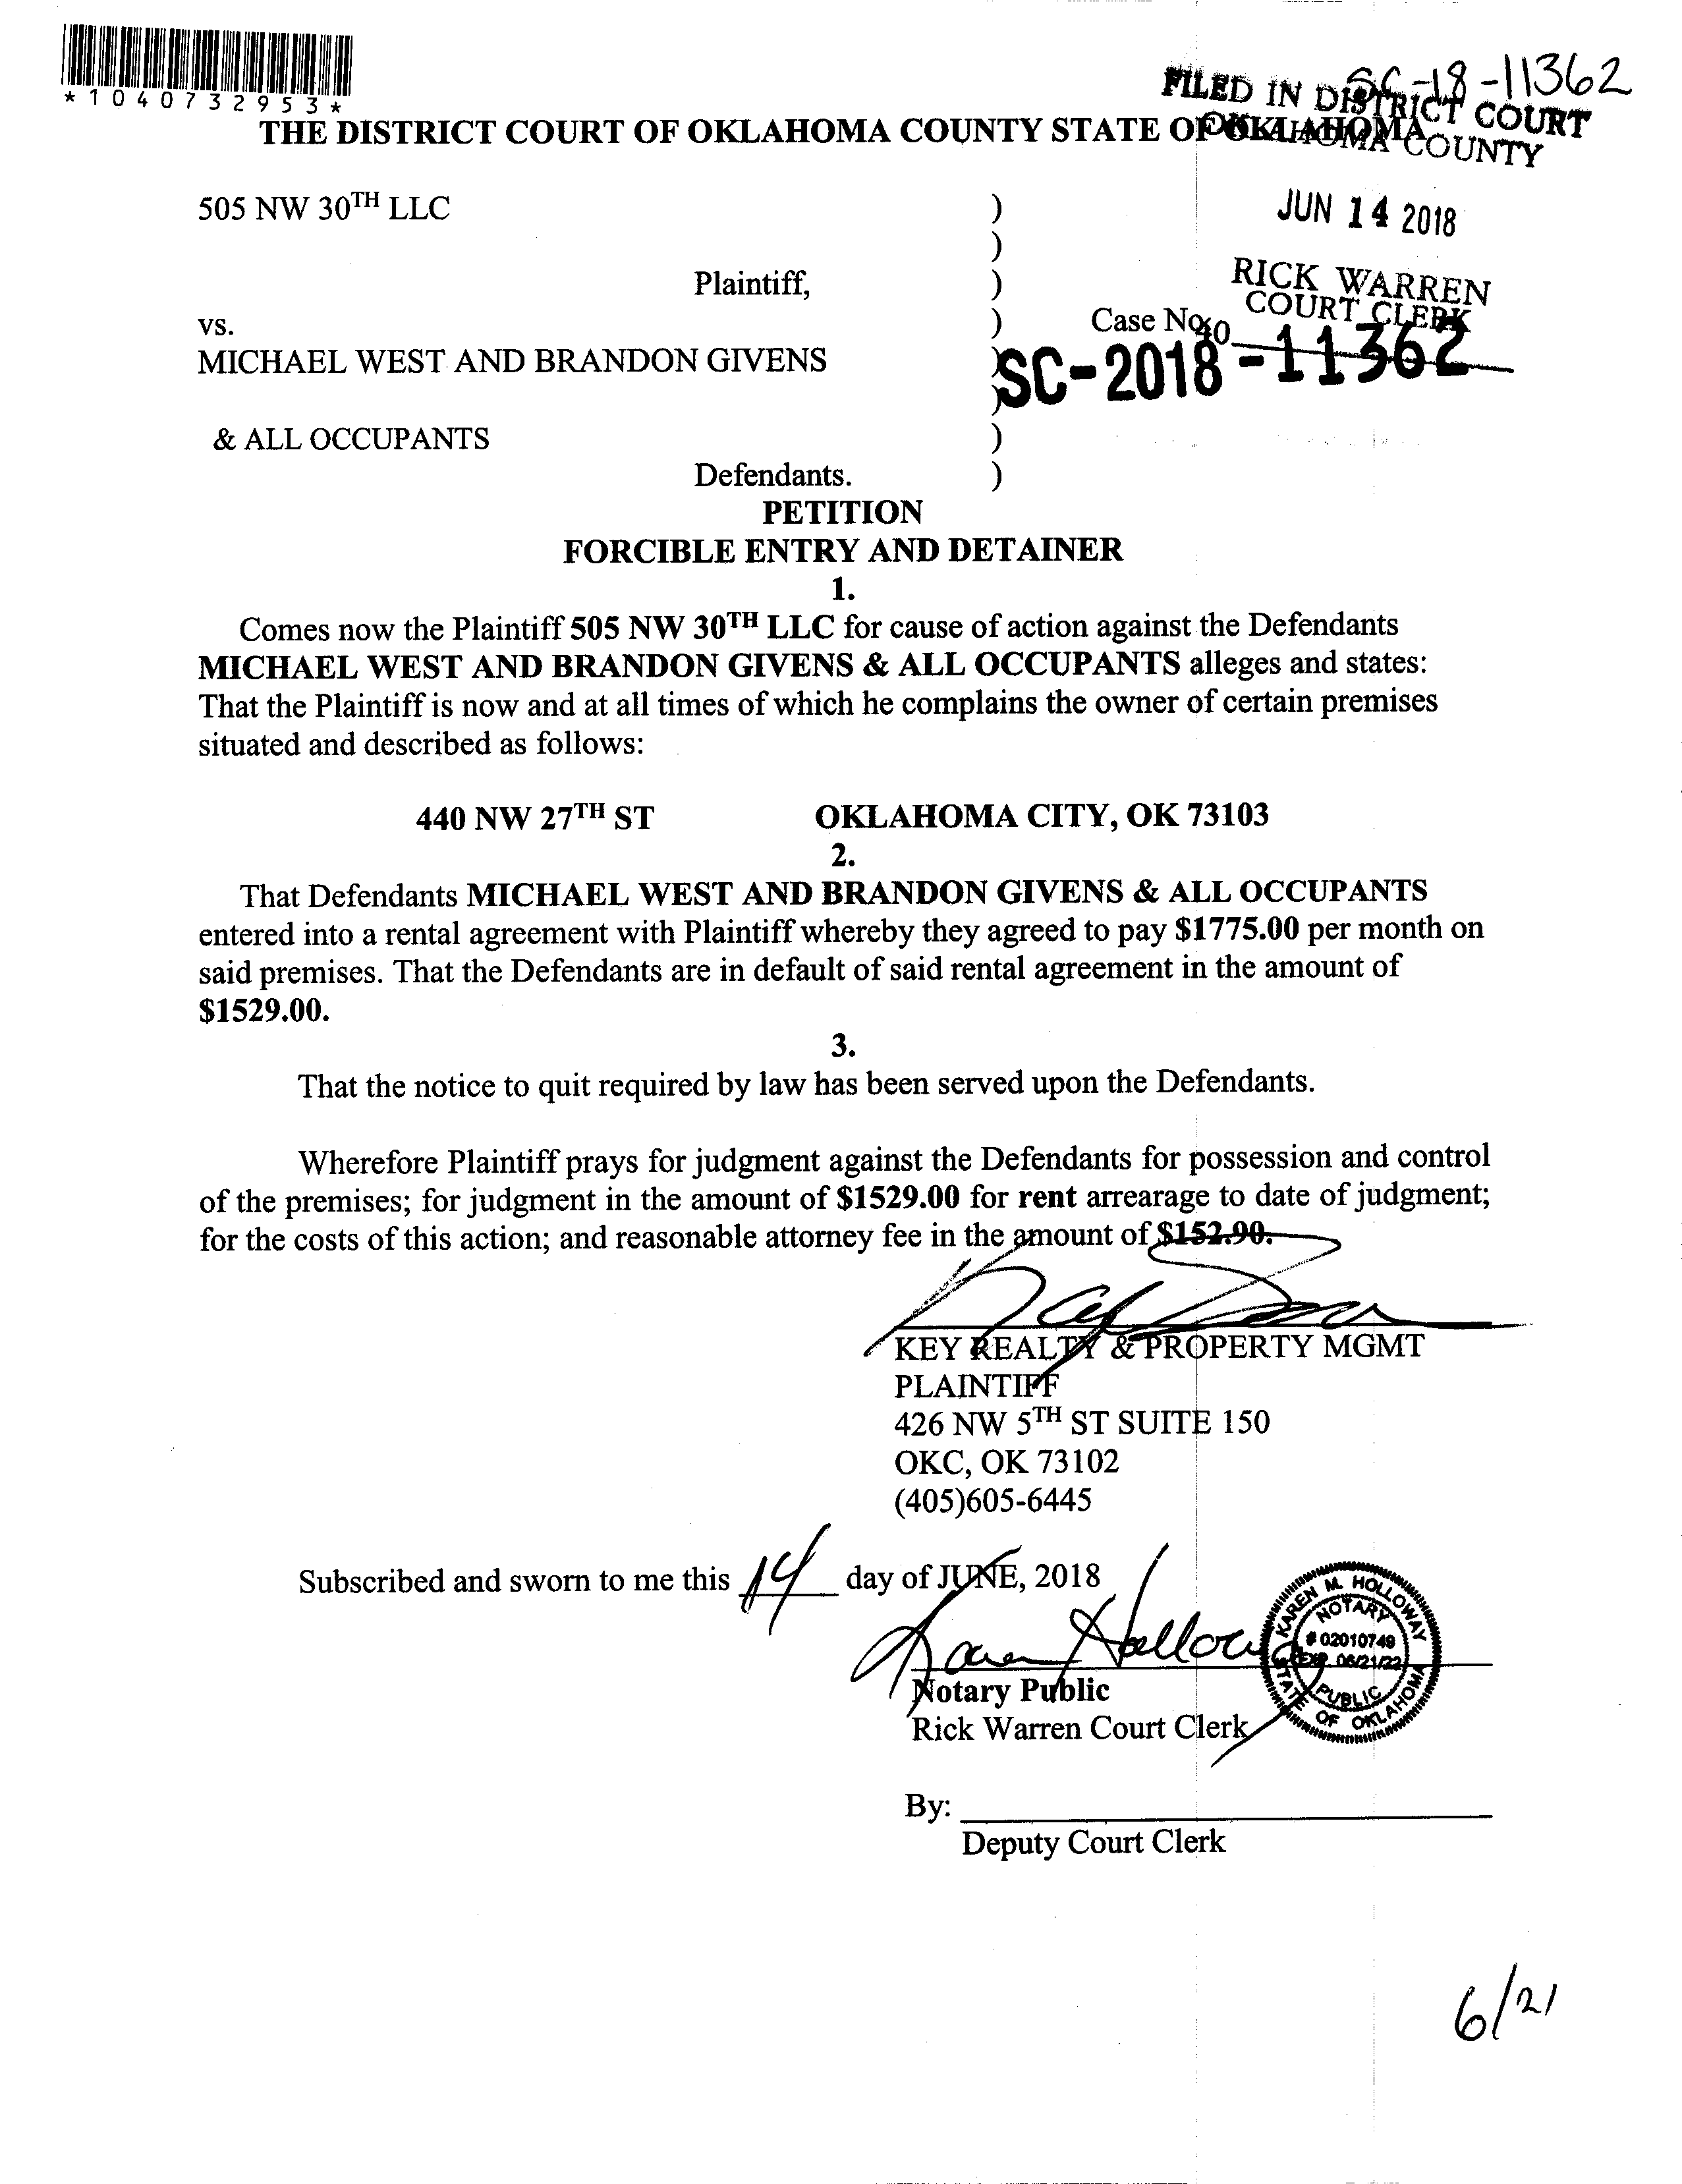 *1040732953*
SC-18-11362
FILED IN DISTRICT COURT
OKLAHOMA COUNTY
THE DISTRICT COURT OF OKLAHOMA COUNTY STATE OF OKLAHOMA
505 NW 30TH LLC )
JUN 14 2018
)
Plaintiff, )
RICK WARREN
COURT CLERK
vs. ) Case No.
40
MICHAEL WEST AND BRANDON GIVENS )
SC-2018-11362
)
& ALL OCCUPANTS )
Defendants. )
PETITION
FORCIBLE ENTRY AND DETAINER
1.
Comes now the Plaintiff 505 NW 30TH LLC for cause of action against the Defendants
MICHAEL WEST AND BRANDON GIVENS & ALL OCCUPANTS alleges and states:
That the Plaintiff is now and at all times of which he complains the owner of certain premises
situated and described as follows:
440 NW 27TH ST OKLAHOMA CITY, OK 73103
2.
That Defendants MICHAEL WEST AND BRANDON GIVENS & ALL OCCUPANTS
entered into a rental agreement with Plaintiff whereby they agreed to pay $1775.00 per month on
said premises. That the Defendants are in default of said rental agreement in the amount of
$1529.00.
3.
That the notice to quit required by law has been served upon the Defendants.
Wherefore Plaintiff prays for judgment against the Defendants for possession and control
of the premises; for judgment in the amount of $1529.00 for rent arrearage to date of judgment;
for the costs of this action; and reasonable attorney fee in the amount of $152.90.
KEY REALTY & PROPERTY MGMT
PLAINTIFF
426 NW 5TH ST SUITE 150
OKC, OK 73102
(405)605-6445
Subscribed and sworn to me this 14 day of JUNE, 2018
Karen Holloway
KAREN M. HOLLOWAY
NOTARY
# 02010749
EXP. 06/21/22
PUBLIC
STATE OF OKLAHOMA
Notary Public
Rick Warren Court Clerk
By:
Deputy Court Clerk
6/21